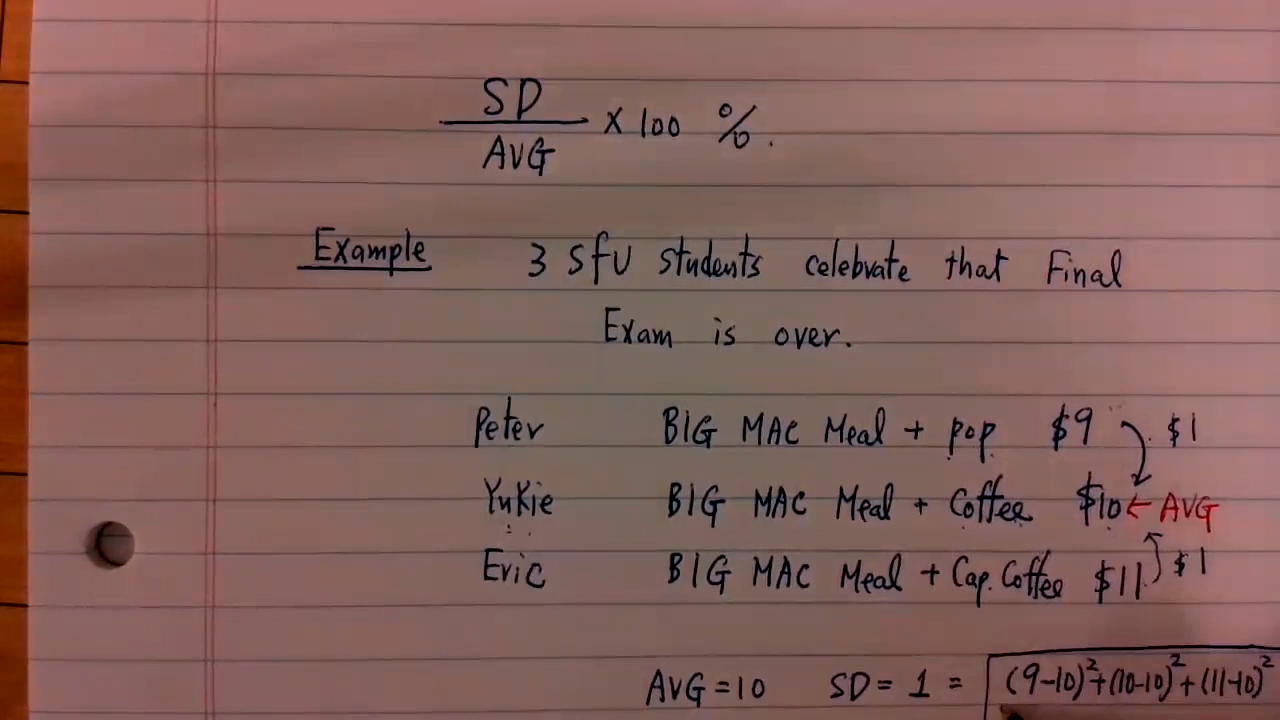 SD
AVG × 100 %.
Example 3 SFU students celebrate that Final
Exam is over.
Peter BIG MAC Meal + pop $9 $1
Yukie BIG MAC Meal + Coffee $10 ← AVG
Eric BIG MAC Meal + Cap. Coffee $11 $1
AVG = 10 SD = 1 = √(9-10)²+(10-10)²+(11-10)²